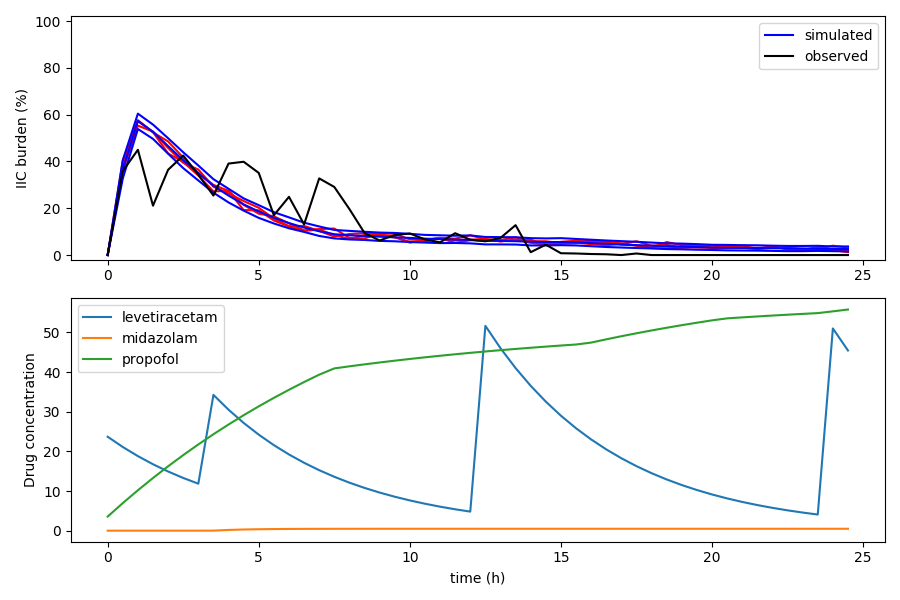 100
80
60
40
20
0
IIC burden (%)
simulated
observed
0 5 10 15 20 25
50
40
30
20
10
0
Drug concentration
levetiracetam
midazolam
propofol
0 5 10 15 20 25
time (h)